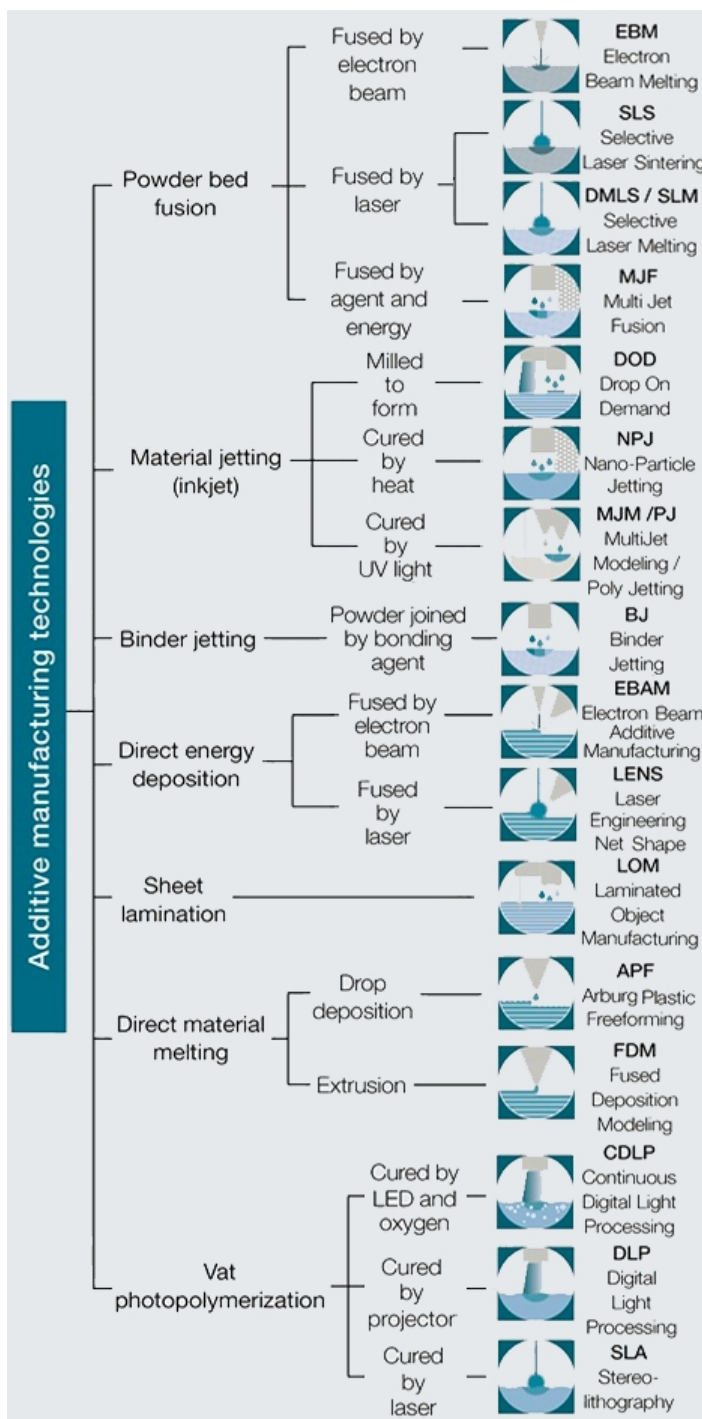 Additive manufacturing technologies
Powder bed
fusion
Fused by
electron
beam
EBM
Electron
Beam Melting
Fused by
laser
SLS
Selective
Laser Sintering
DMLS / SLM
Selective
Laser Melting
Fused by
agent and
energy
MJF
Multi Jet
Fusion
Material jetting
(inkjet)
Milled
to
form
DOD
Drop On
Demand
Cured
by
heat
NPJ
Nano-Particle
Jetting
Cured
by
UV light
MJM /PJ
MultiJet
Modeling /
Poly Jetting
Binder jetting
Powder joined
by bonding
agent
BJ
Binder
Jetting
Direct energy
deposition
Fused by
electron
beam
EBAM
Electron Beam
Additive
Manufacturing
Fused
by
laser
LENS
Laser
Engineering
Net Shape
Sheet
lamination
LOM
Laminated
Object
Manufacturing
Direct material
melting
Drop
deposition
APF
Arburg Plastic
Freeforming
Extrusion
FDM
Fused
Deposition
Modeling
Vat
photopolymerization
Cured by
LED and
oxygen
CDLP
Continuous
Digital Light
Processing
Cured
by
projector
DLP
Digital
Light
Processing
Cured
by
laser
SLA
Stereo-
lithography